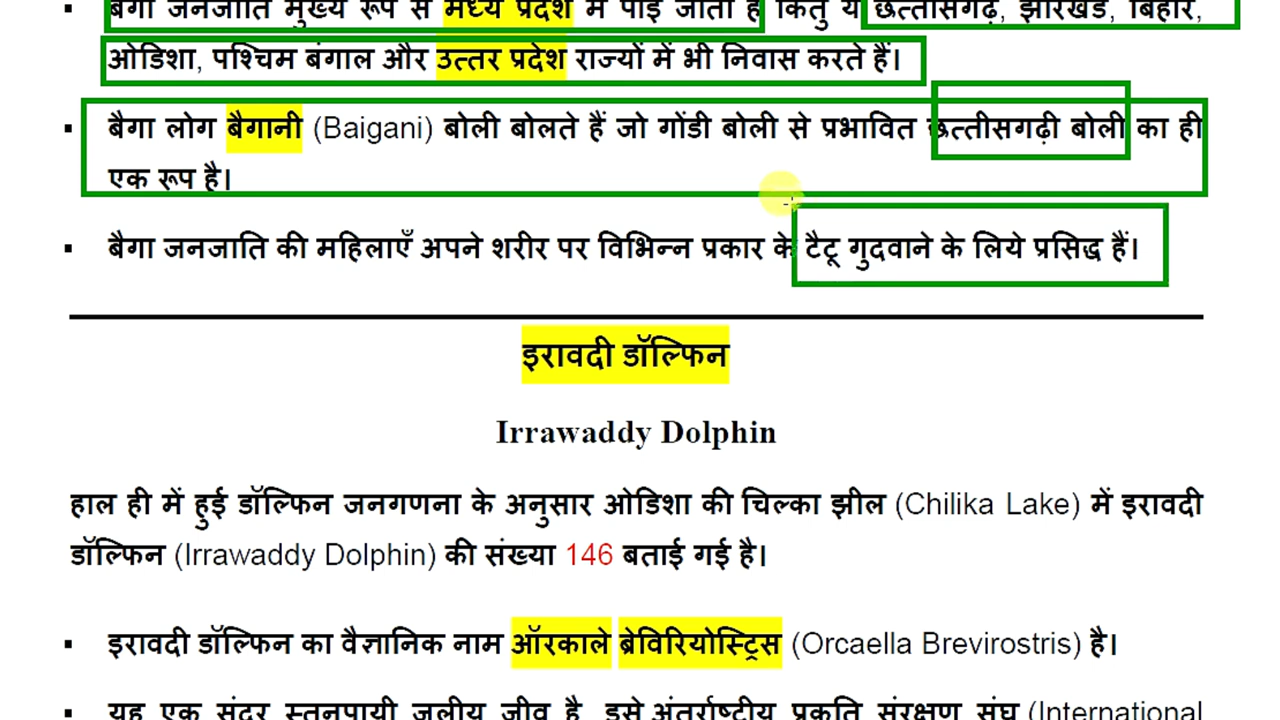 बैगा जनजाति मुख्य रूप से मध्य प्रदेश में पाई जाती है किंतु ये छत्तीसगढ़, झारखंड, बिहार,
ओडिशा, पश्चिम बंगाल और उत्तर प्रदेश राज्यों में भी निवास करते हैं।
▪ बैगा लोग बैगानी (Baigani) बोली बोलते हैं जो गोंडी बोली से प्रभावित छत्तीसगढ़ी बोली का ही
एक रूप है।
▪ बैगा जनजाति की महिलाएँ अपने शरीर पर विभिन्न प्रकार के टैटू गुदवाने के लिये प्रसिद्ध हैं।
इरावदी डॉल्फिन
Irrawaddy Dolphin
हाल ही में हुई डॉल्फिन जनगणना के अनुसार ओडिशा की चिल्का झील (Chilika Lake) में इरावदी
डॉल्फिन (Irrawaddy Dolphin) की संख्या 146 बताई गई है।
▪ इरावदी डॉल्फिन का वैज्ञानिक नाम ऑरकाले ब्रेविरियोस्ट्रिस (Orcaella Brevirostris) है।
▪ यह एक सुंदर स्तनपायी जलीय जीव है इसे अंतर्राष्ट्रीय प्रकृति संरक्षण संघ (International